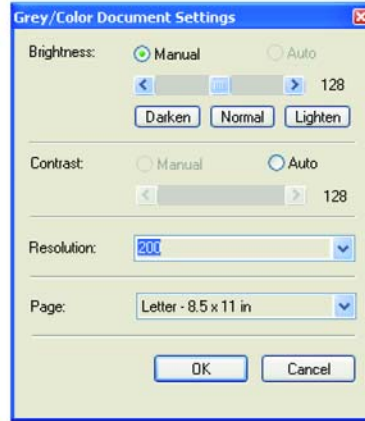 Grey/Color Document Settings
Brightness: Manual Auto
128
Darken Normal Lighten
Contrast: Manual Auto
128
Resolution: 200
Page: Letter - 8.5 x 11 in
OK Cancel